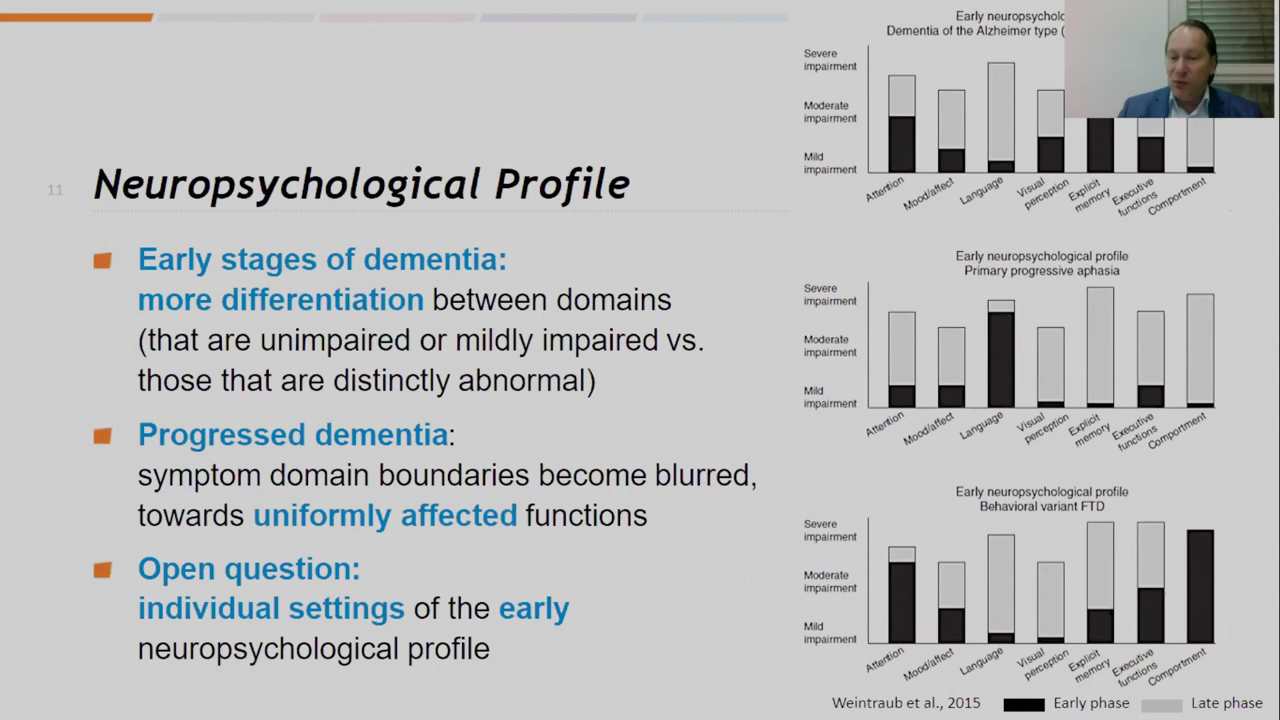 11
Neuropsychological Profile
Early stages of dementia:
more differentiation between domains
(that are unimpaired or mildly impaired vs.
those that are distinctly abnormal)
Progressed dementia:
symptom domain boundaries become blurred,
towards uniformly affected functions
Open question:
individual settings of the early
neuropsychological profile
Early
Dementia of the Alzheimer type (
Severe
impairment
Moderate
impairment
Mild
impairment
Attention
Mood/affect
Language
Visual
perception
Explicit
memory
Executive
functions
Comportment
Early neuropsychological profile
Primary progressive aphasia
Severe
impairment
Moderate
impairment
Mild
impairment
Attention
Mood/affect
Language
Visual
perception
Explicit
memory
Executive
functions
Comportment
Early neuropsychological profile
Behavioral variant FTD
Severe
impairment
Moderate
impairment
Mild
impairment
Attention
Mood/affect
Language
Visual
perception
Explicit
memory
Executive
functions
Comportment
Weintraub et al., 2015
Early phase
Late phase